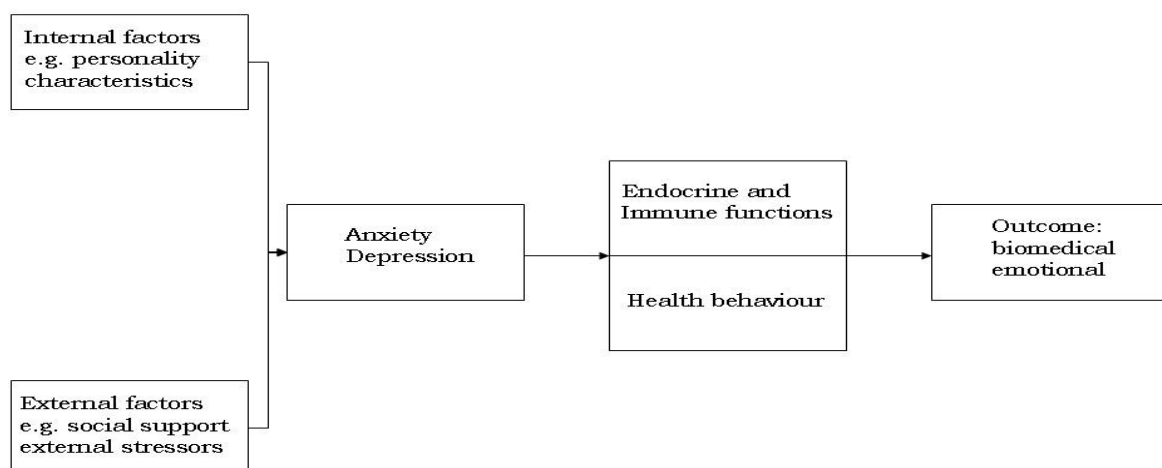 Internal factors
e.g. personality
characteristics
Anxiety
Depression
Endocrine and
Immune functions
Health behaviour
Outcome:
biomedical
emotional
External factors
e.g. social support
external stressors